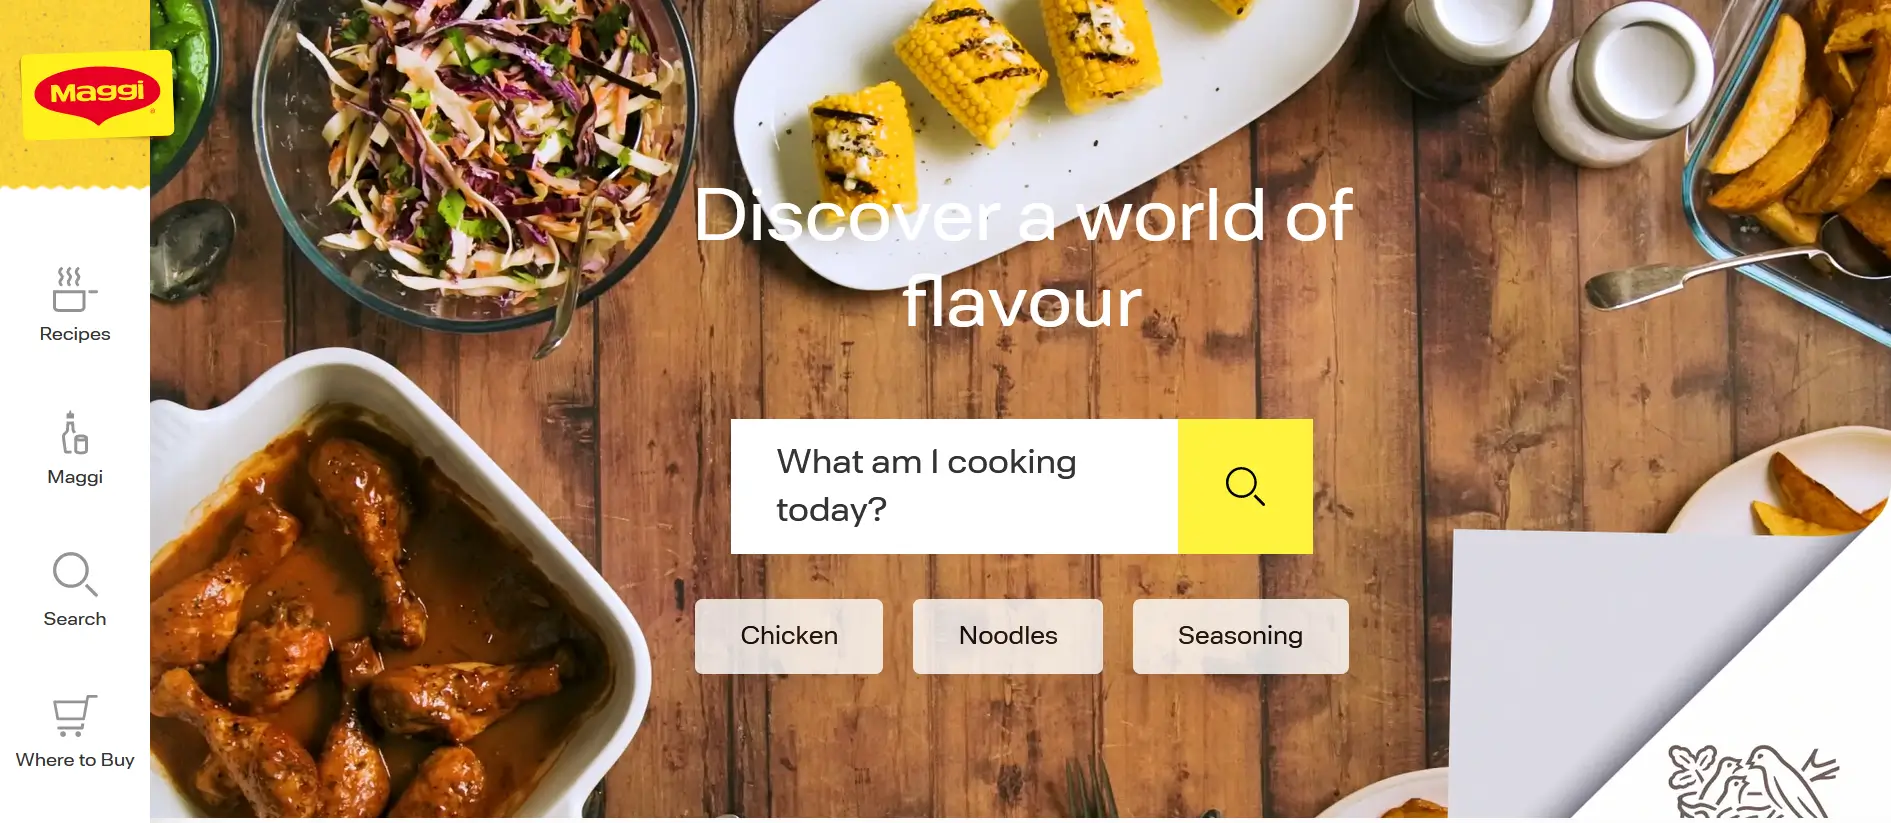 Maggi
Recipes
Maggi
Search
Where to Buy
Discover a world of
flavour
What am I cooking
today?
Chicken
Noodles
Seasoning